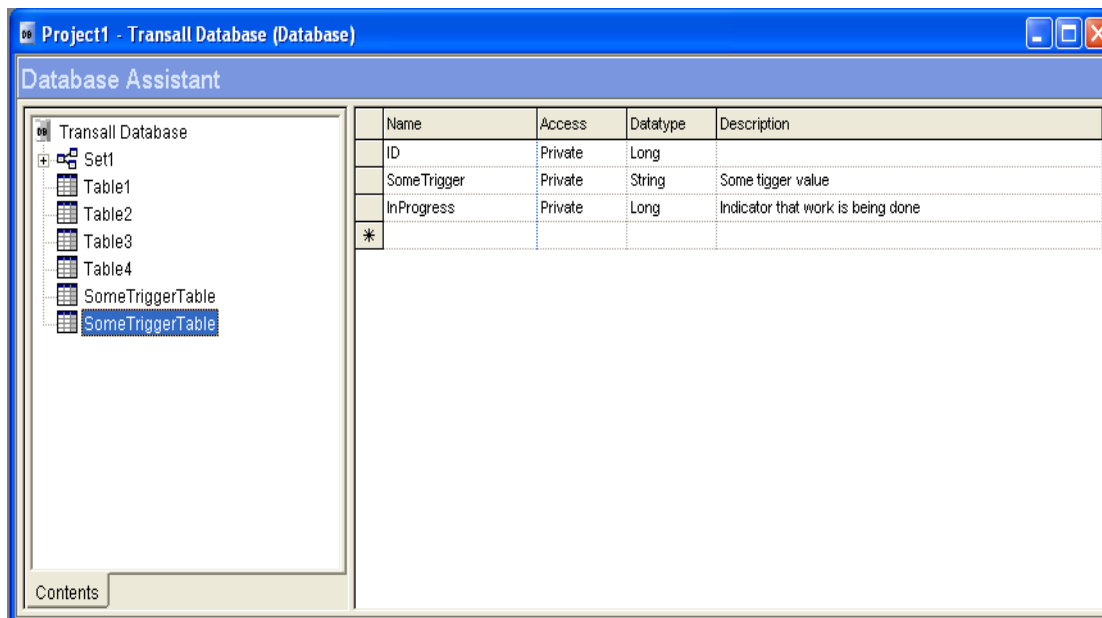 Project1 - Transall Database (Database)
Database Assistant
Transall Database
Set1
Table1
Table2
Table3
Table4
SomeTriggerTable
SomeTriggerTable
Contents
Name Access Datatype Description
ID Private Long
SomeTrigger Private String Some tigger value
InProgress Private Long Indicator that work is being done